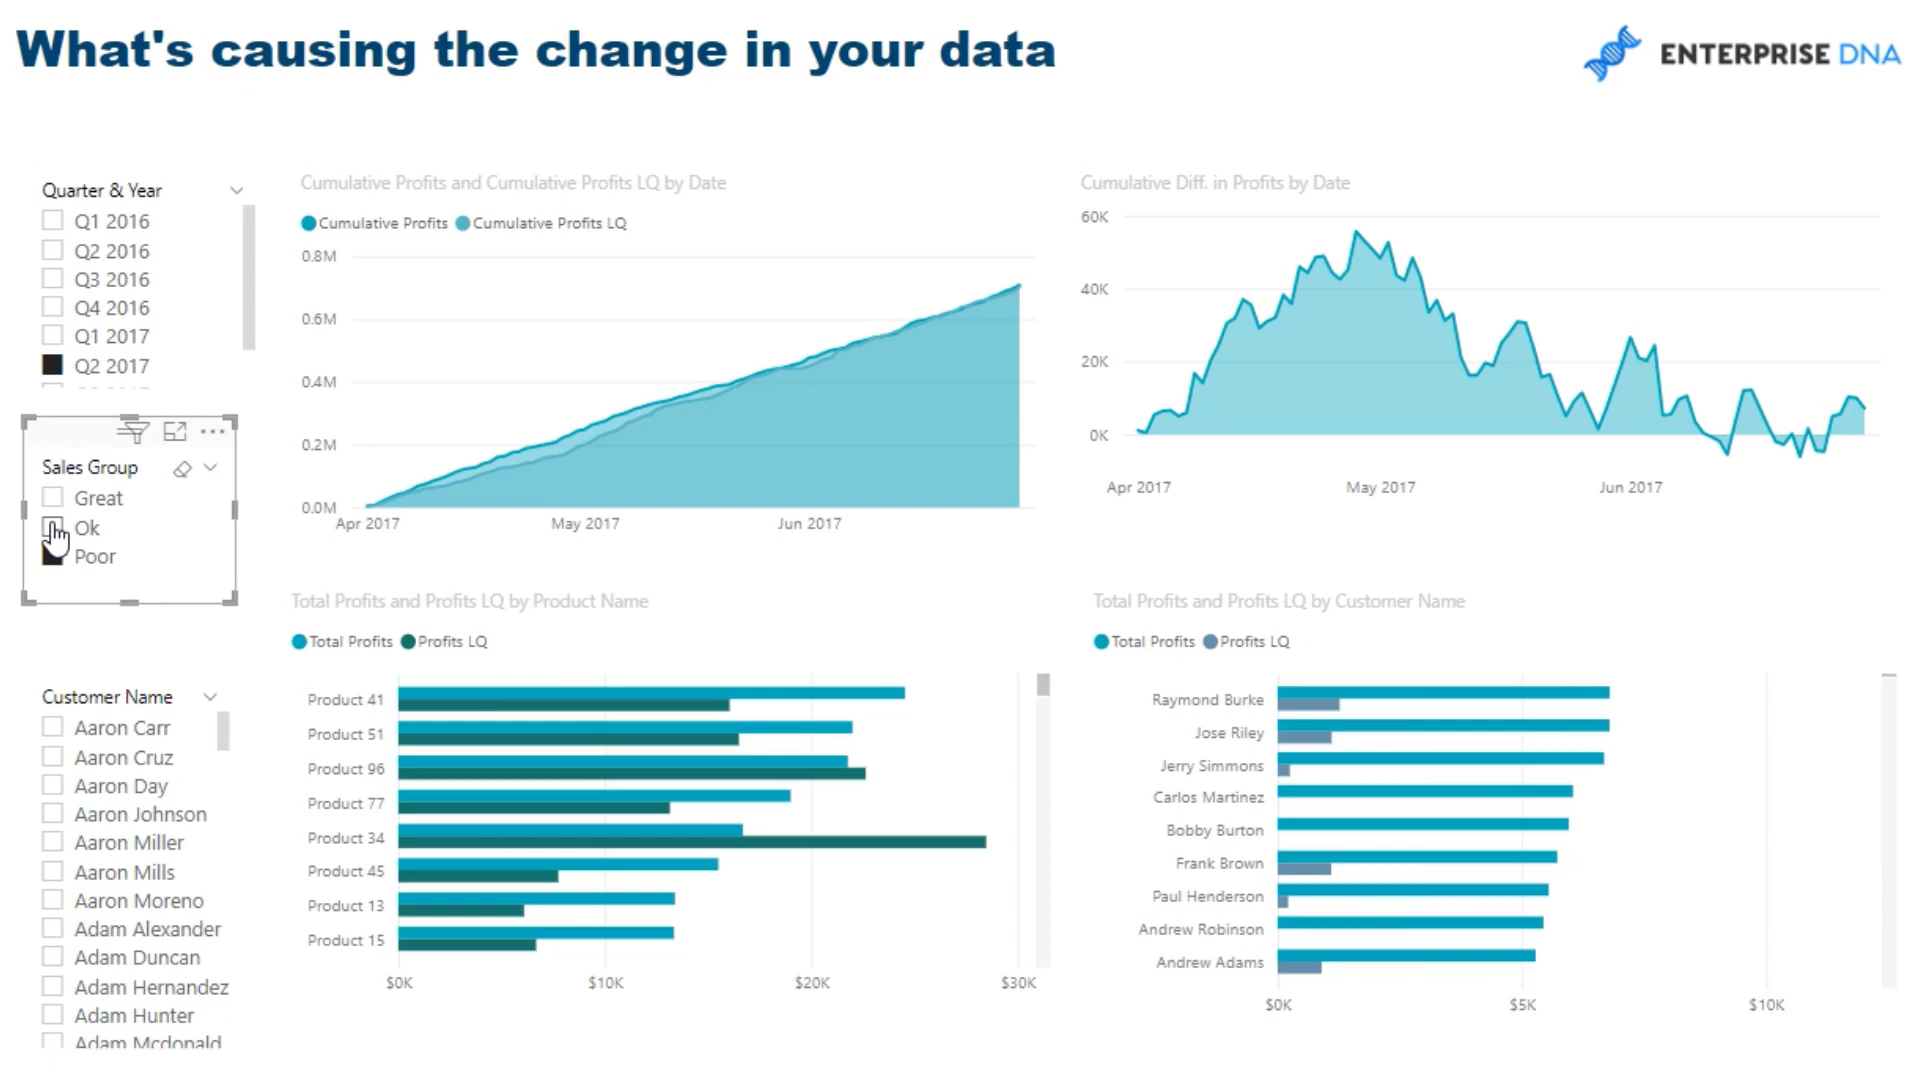 What's causing the change in your data
ENTERPRISE DNA
Quarter & Year
Q1 2016
Q2 2016
Q3 2016
Q4 2016
Q1 2017
Q2 2017
Sales Group
Great
Ok
Poor
Customer Name
Aaron Carr
Aaron Cruz
Aaron Day
Aaron Johnson
Aaron Miller
Aaron Mills
Aaron Moreno
Adam Alexander
Adam Duncan
Adam Hernandez
Adam Hunter
Adam Mcdonald
Cumulative Profits and Cumulative Profits LQ by Date
Cumulative Profits Cumulative Profits LQ
0.8M
0.6M
0.4M
0.2M
0.0M
Apr 2017 May 2017 Jun 2017
Cumulative Diff. in Profits by Date
60K
40K
20K
0K
Apr 2017 May 2017 Jun 2017
Total Profits and Profits LQ by Product Name
Total Profits Profits LQ
Product 41
Product 51
Product 96
Product 77
Product 34
Product 45
Product 13
Product 15
$0K $10K $20K $30K
Total Profits and Profits LQ by Customer Name
Total Profits Profits LQ
Raymond Burke
Jose Riley
Jerry Simmons
Carlos Martinez
Bobby Burton
Frank Brown
Paul Henderson
Andrew Robinson
Andrew Adams
$0K $5K $10K